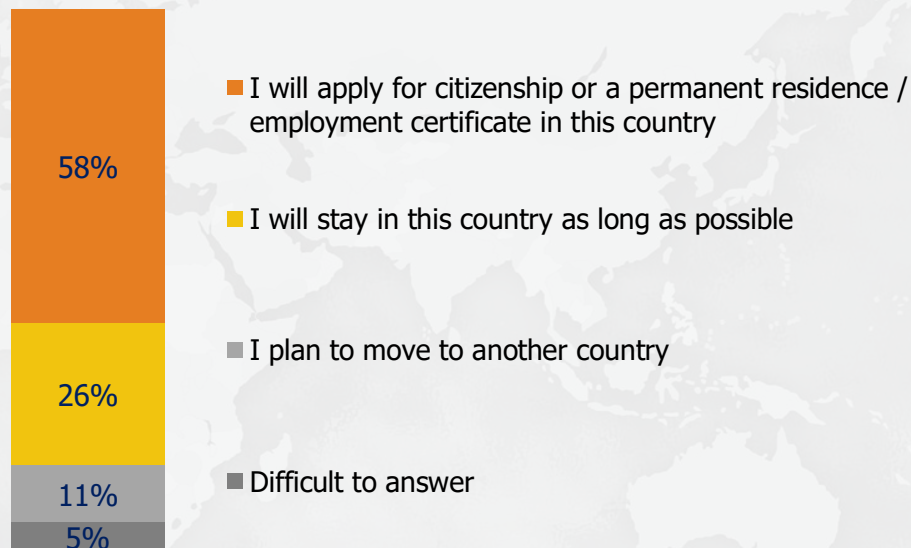 58%
26%
11%
5%
I will apply for citizenship or a permanent residence /
employment certificate in this country
I will stay in this country as long as possible
I plan to move to another country
Difficult to answer